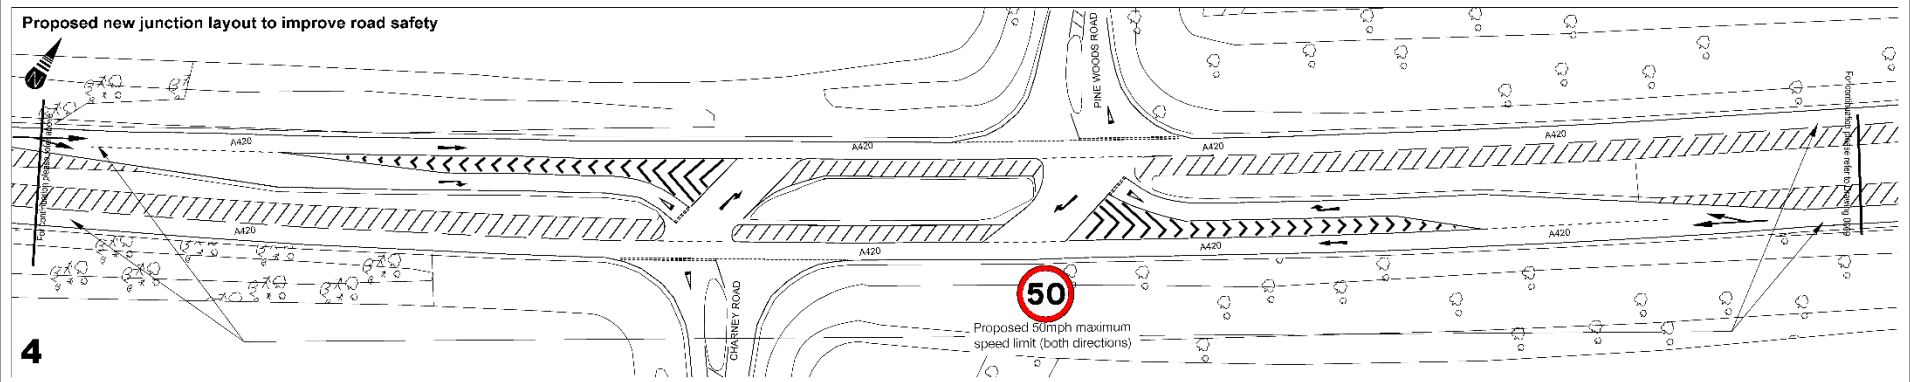 Proposed new junction layout to improve road safety
N
PINE WOODS ROAD
A420
A420
A420
A420
A420
A420
A420
A420
CHARNEY ROAD
50
Proposed 50mph maximum
speed limit (both directions)
4